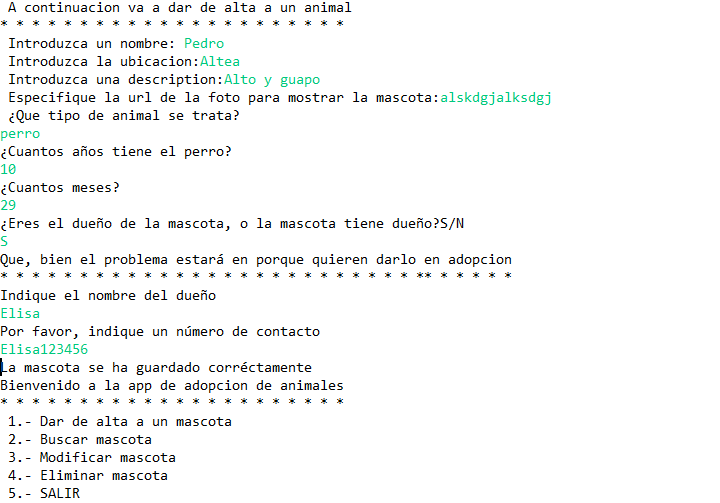 A continuacion va a dar de alta a un animal
* * * * * * * * * * * * * * * * * * * * * *
Introduzca un nombre: Pedro
Introduzca la ubicacion:Altea
Introduzca una description:Alto y guapo
Especifique la url de la foto para mostrar la mascota:alskdgjalksdgj
¿Que tipo de animal se trata?
perro
¿Cuantos años tiene el perro?
10
¿Cuantos meses?
29
¿Eres el dueño de la mascota, o la mascota tiene dueño?S/N
S
Que, bien el problema estará en porque quieren darlo en adopcion
* * * * * * * * * * * * * * * * * * * * * * * * * * ** * * * * *
Indique el nombre del dueño
Elisa
Por favor, indique un número de contacto
Elisa123456
La mascota se ha guardado corréctamente
Bienvenido a la app de adopcion de animales
* * * * * * * * * * * * * * * * * * * * * *
1.- Dar de alta a un mascota
2.- Buscar mascota
3.- Modificar mascota
4.- Eliminar mascota
5.- SALIR